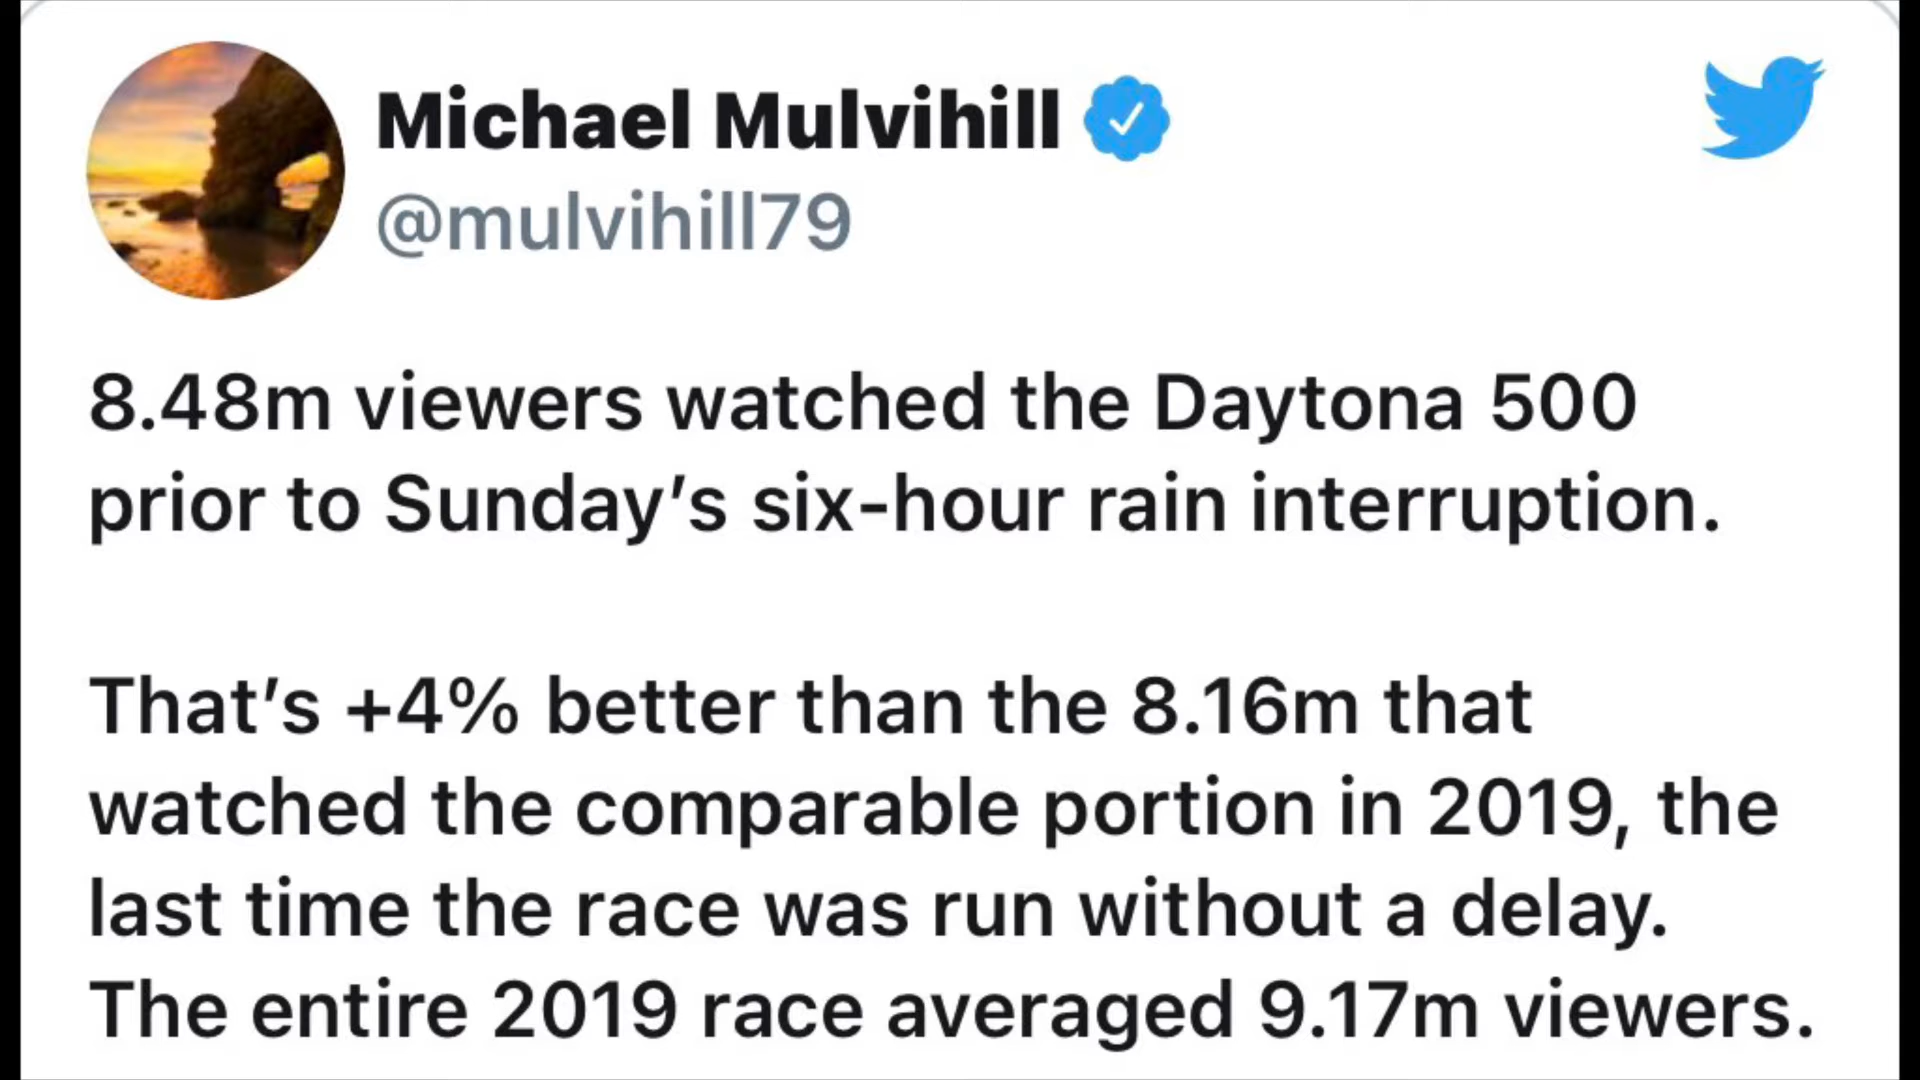 Michael Mulvihill
@mulvihill79
8.48m viewers watched the Daytona 500
prior to Sunday’s six-hour rain interruption.
That’s +4% better than the 8.16m that
watched the comparable portion in 2019, the
last time the race was run without a delay.
The entire 2019 race averaged 9.17m viewers.